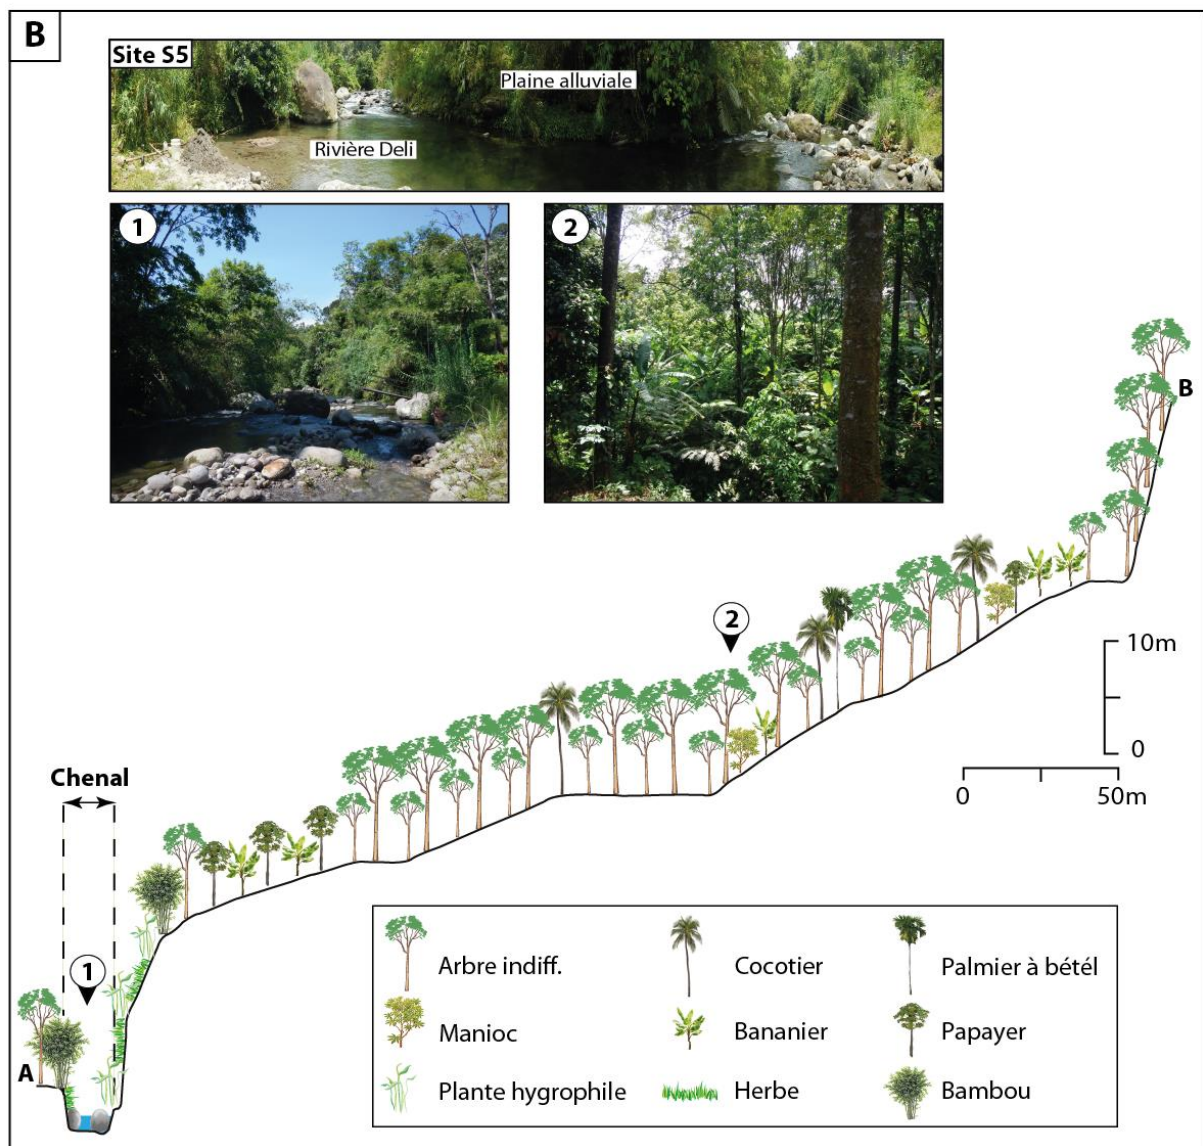 B
Site S5
Plaine alluviale
Rivière Deli
1
2
B
2
10m
0
0 50m
Chenal
1
A
Arbre indiff. Cocotier Palmier à bétél
Manioc Bananier Papayer
Plante hygrophile Herbe Bambou